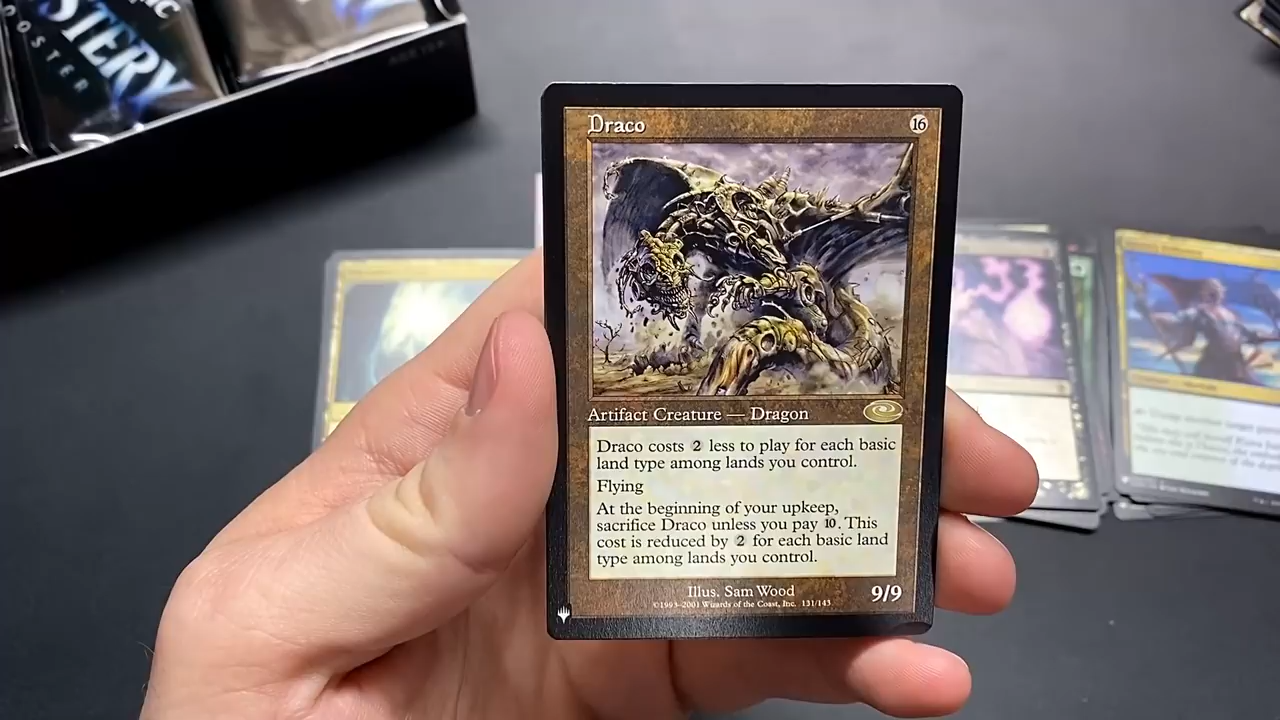 STERY
BOOSTER
Draco
16
Artifact Creature — Dragon
Draco costs 2 less to play for each basic
land type among lands you control.
Flying
At the beginning of your upkeep,
sacrifice Draco unless you pay 10. This
cost is reduced by 2 for each basic land
type among lands you control.
Illus. Sam Wood
9/9
©1993–2001 Wizards of the Coast, Inc. 131/143